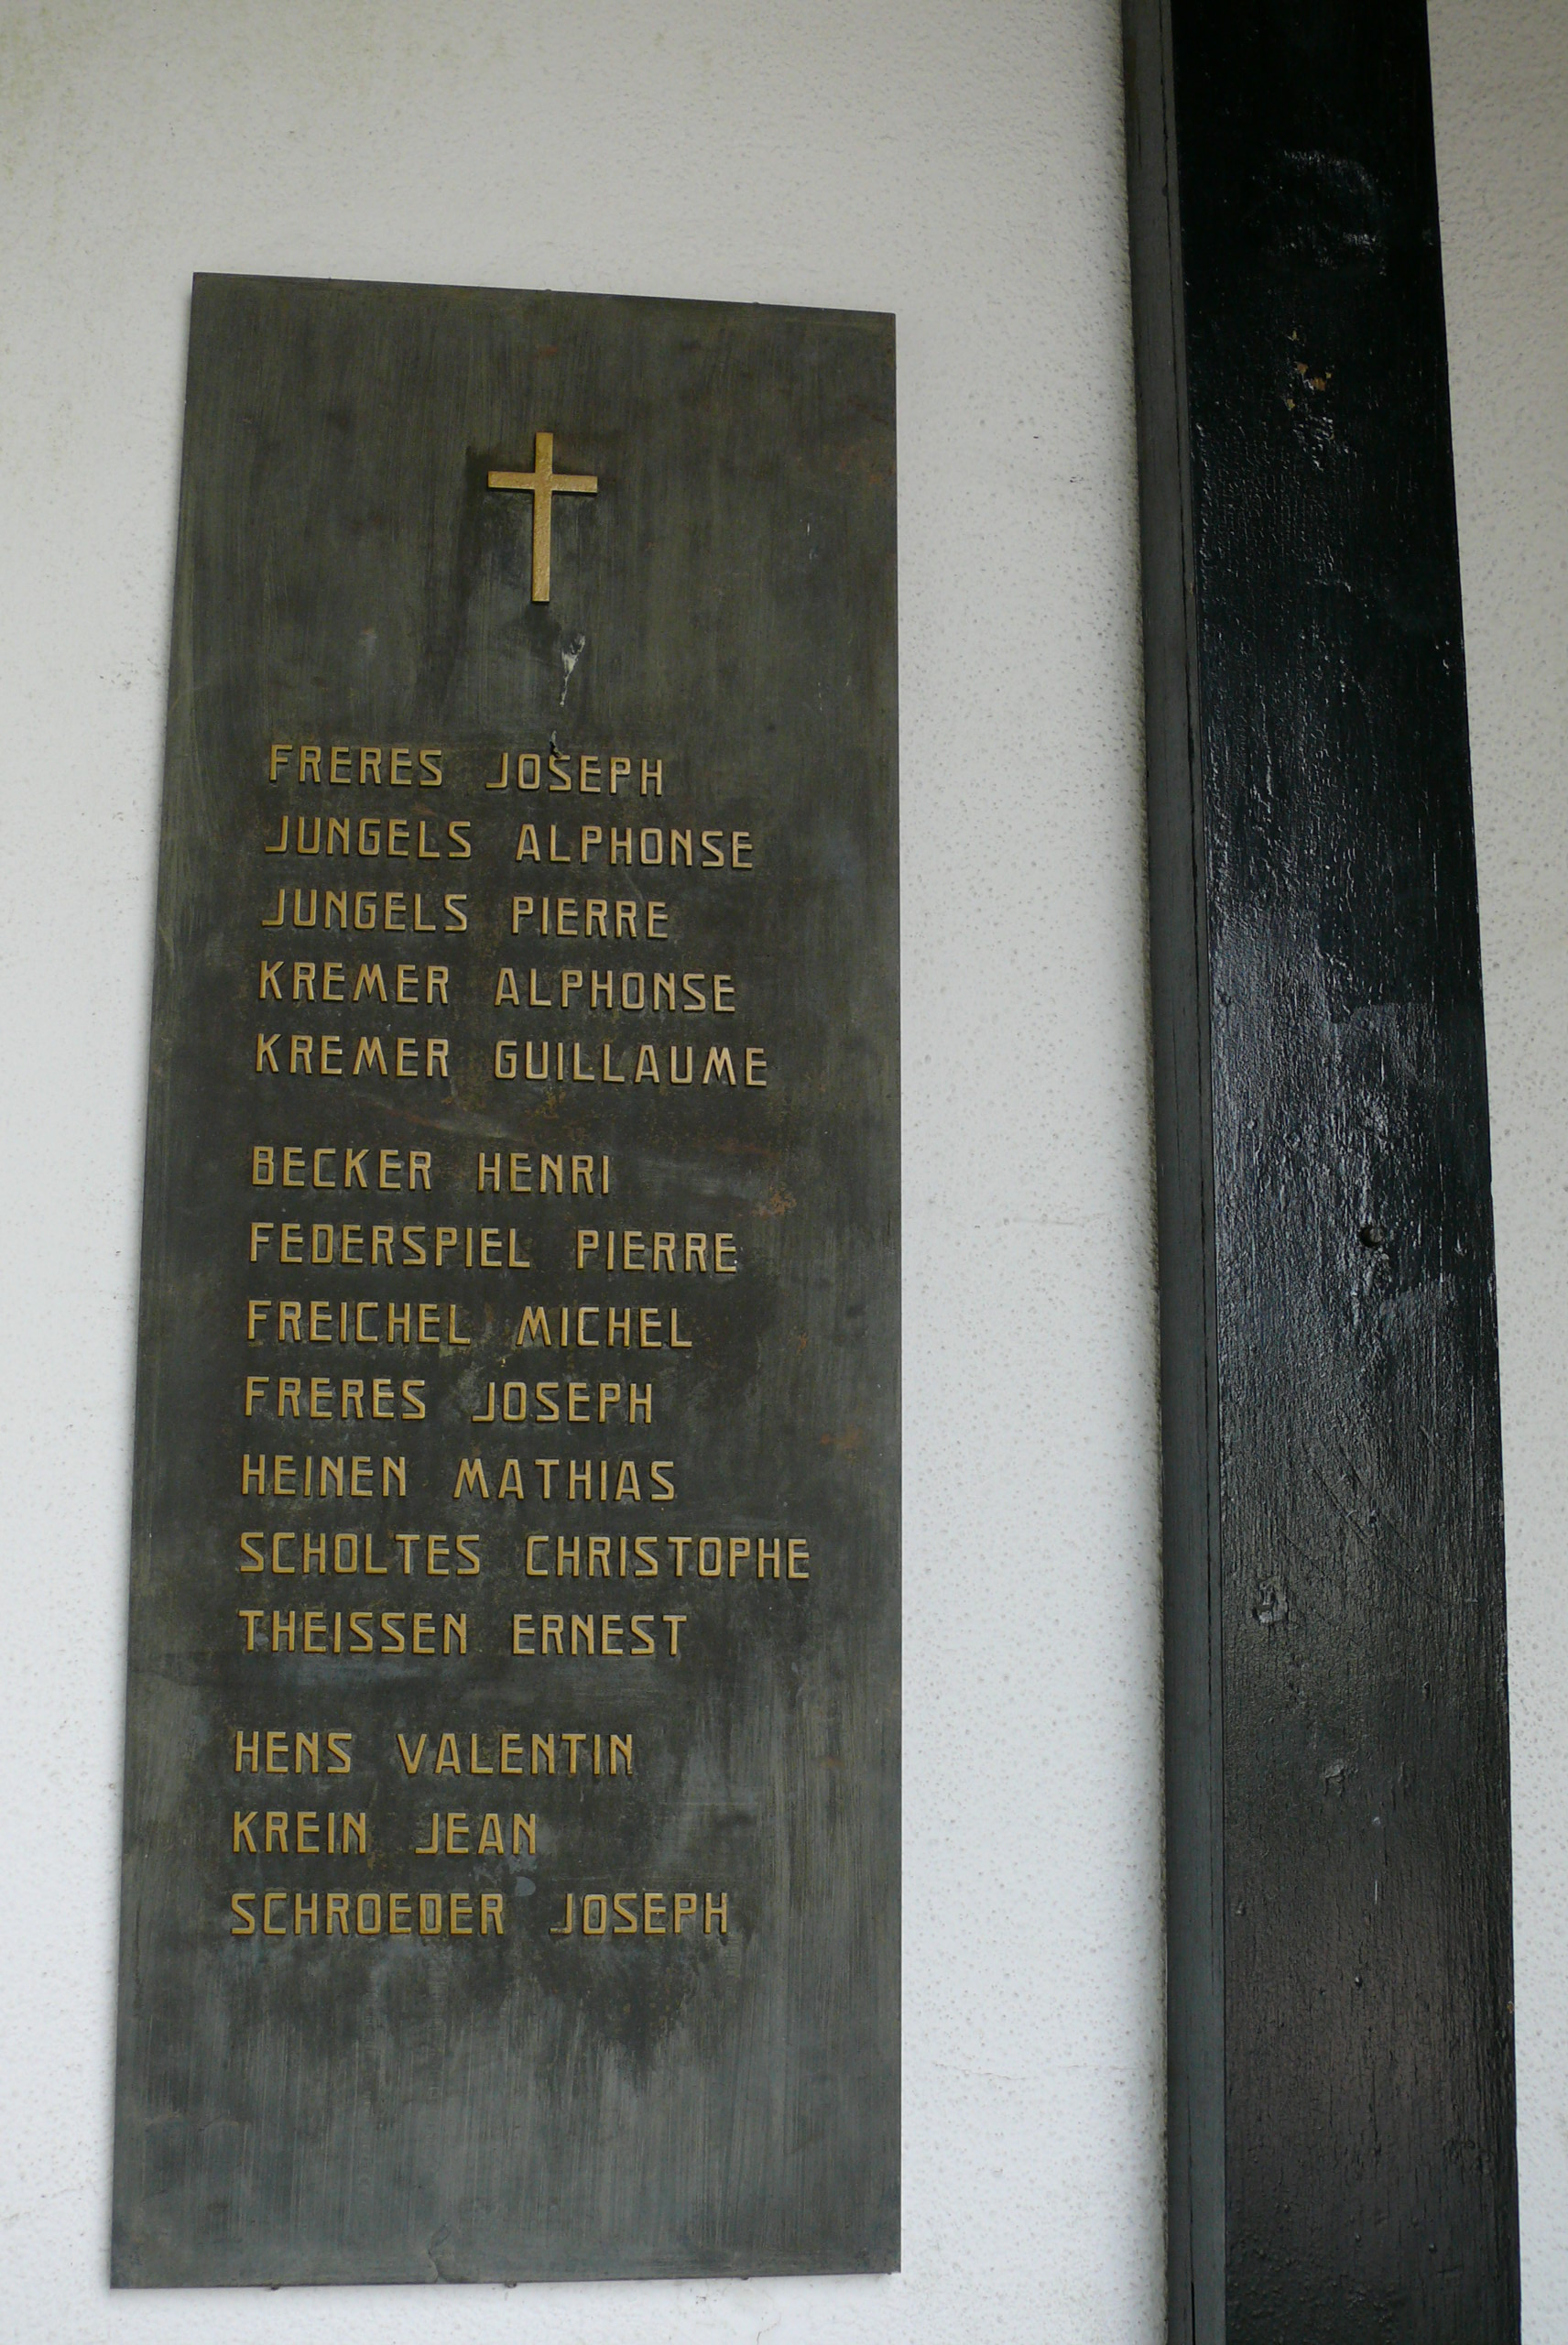 FRERES JOSEPH
JUNGELS ALPHONSE
JUNGELS PIERRE
KREMER ALPHONSE
KREMER GUILLAUME
BECKER HENRI
FEDERSPIEL PIERRE
FREICHEL MICHEL
FRERES JOSEPH
HEINEN MATHIAS
SCHOLTES CHRISTOPHE
THEISSEN ERNEST
HENS VALENTIN
KREIN JEAN
SCHROEDER JOSEPH